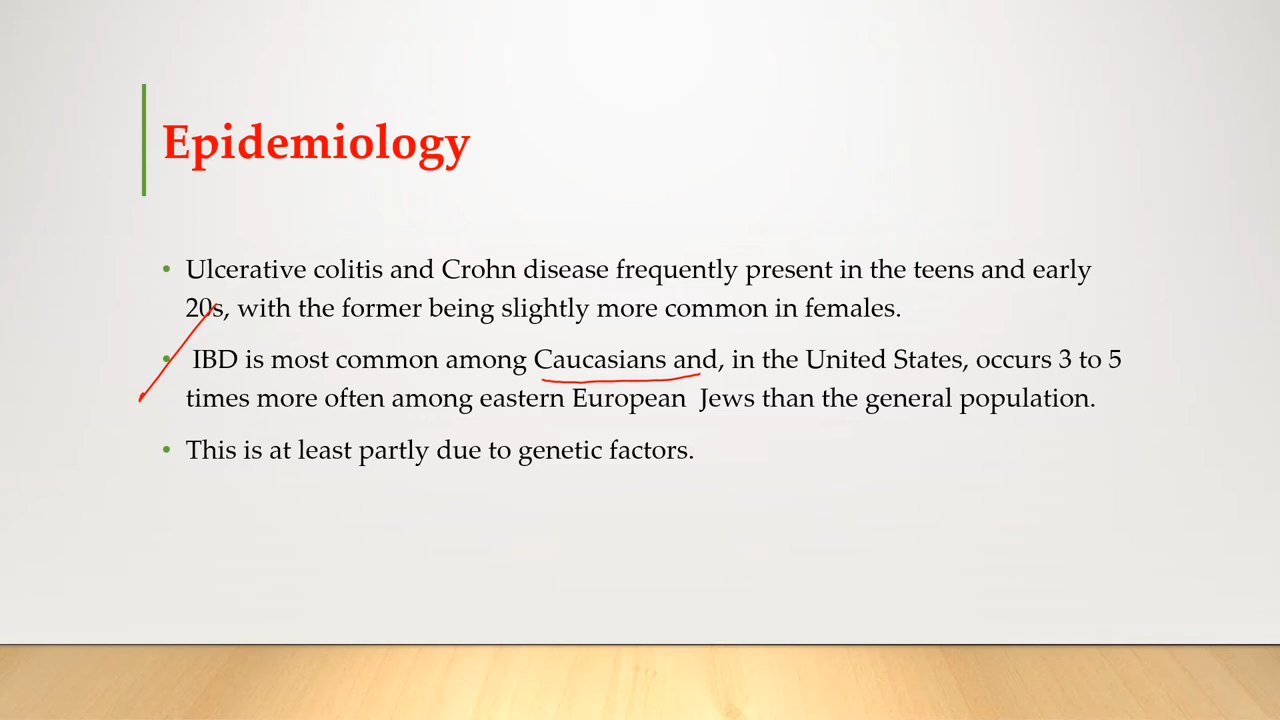 Epidemiology
• Ulcerative colitis and Crohn disease frequently present in the teens and early
20s, with the former being slightly more common in females.
• IBD is most common among Caucasians and, in the United States, occurs 3 to 5
times more often among eastern European Jews than the general population.
• This is at least partly due to genetic factors.